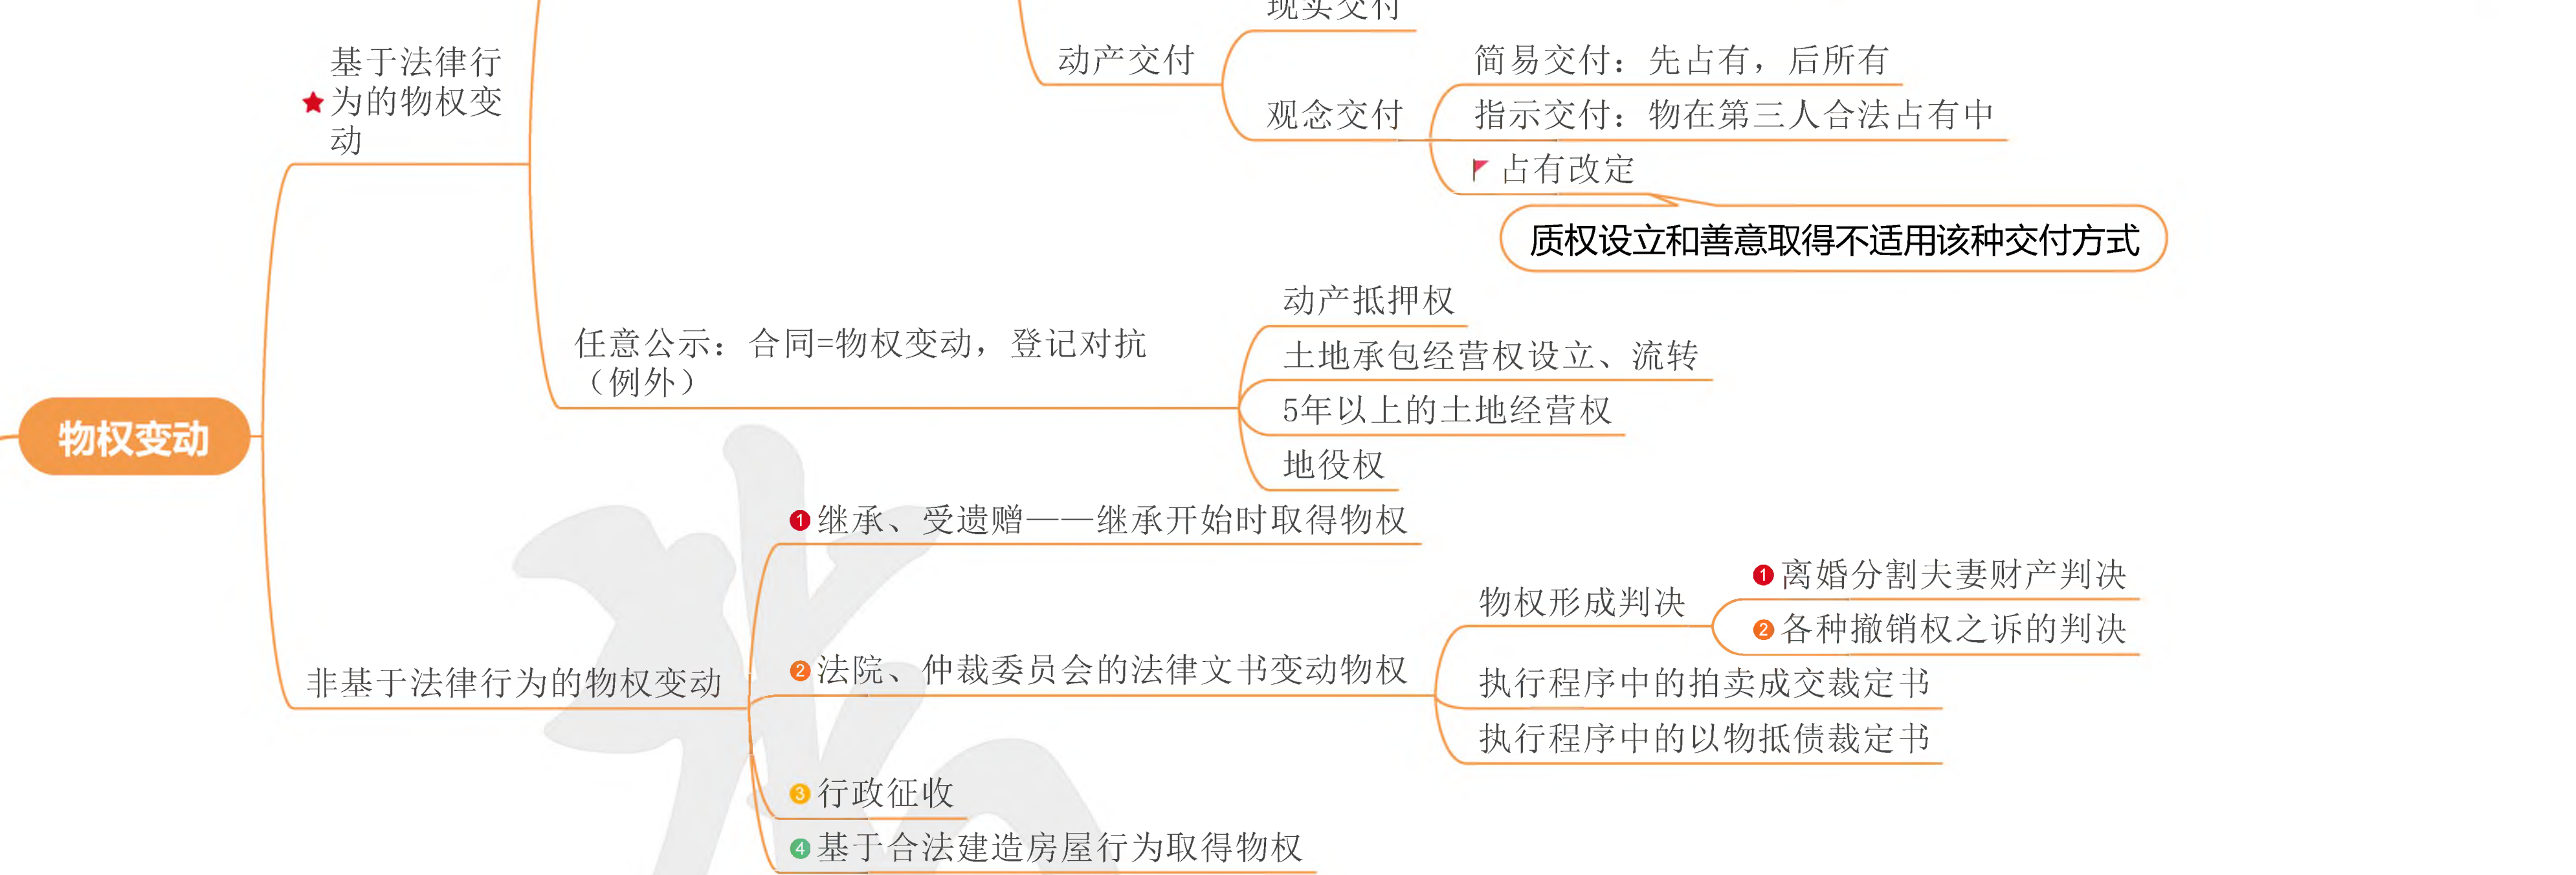 现实交付
动产交付
基于法律行
为的物权变
动
简易交付：先占有，后所有
观念交付
指示交付：物在第三人合法占有中
占有改定
质权设立和善意取得不适用该种交付方式
任意公示：合同=物权变动，登记对抗
（例外）
动产抵押权
土地承包经营权设立、流转
5年以上的土地经营权
地役权
物权变动
非基于法律行为的物权变动
1 继承、受遗赠——继承开始时取得物权
2 法院、仲裁委员会的法律文书变动物权
物权形成判决
1 离婚分割夫妻财产判决
2 各种撤销权之诉的判决
执行程序中的拍卖成交裁定书
执行程序中的以物抵债裁定书
3 行政征收
4 基于合法建造房屋行为取得物权